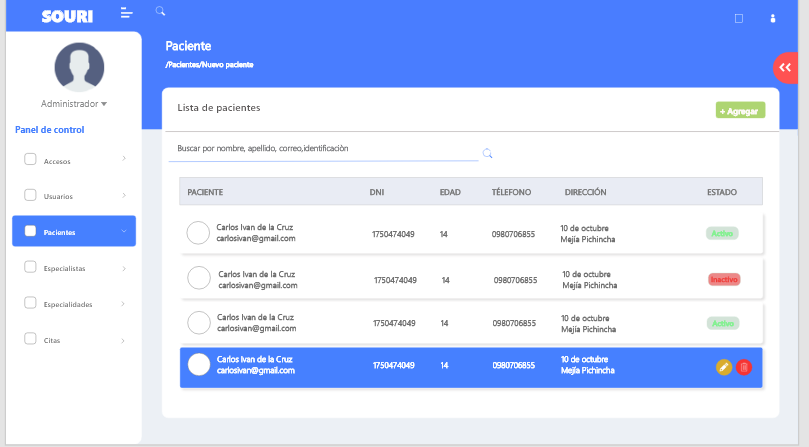 SOURI
Administrador
Panel de control
Accesos
Usuarios
Pacientes
Especialistas
Especialidades
Citas
Paciente
/Pacientes/Nuevo paciente
Lista de pacientes
+ Agregar
Buscar por nombre, apellido, correo,identificaciòn
PACIENTE DNI EDAD TÉLEFONO DIRECCIÓN ESTADO
Carlos Ivan de la Cruz
carlosivan@gmail.com
1750474049 14 0980706855
10 de octubre
Mejía Pichincha
Activo
Carlos Ivan de la Cruz
carlosivan@gmail.com
1750474049 14 0980706855
10 de octubre
Mejía Pichincha
Inactivo
Carlos Ivan de la Cruz
carlosivan@gmail.com
1750474049 14 0980706855
10 de octubre
Mejía Pichincha
Activo
Carlos Ivan de la Cruz
carlosivan@gmail.com
1750474049 14 0980706855
10 de octubre
Mejía Pichincha